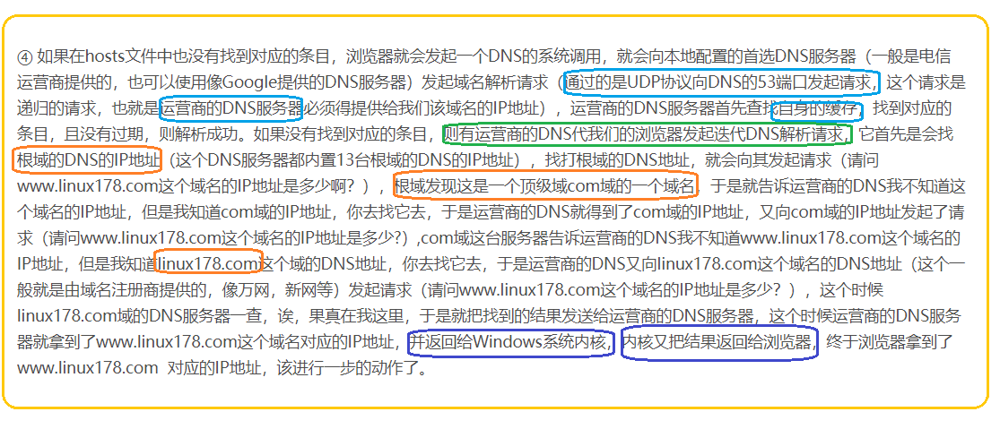 ④ 如果在hosts文件中也没有找到对应的条目，浏览器就会发起一个DNS的系统调用，就会向本地配置的首选DNS服务器（一般是电信
运营商提供的，也可以使用像Google提供的DNS服务器）发起域名解析请求（通过的是UDP协议向DNS的53端口发起请求，这个请求是
递归的请求，也就是运营商的DNS服务器必须得提供给我们该域名的IP地址），运营商的DNS服务器首先查找自身的缓存，找到对应的
条目，且没有过期，则解析成功。如果没有找到对应的条目，则有运营商的DNS代我们的浏览器发起迭代DNS解析请求，它首先是会找
根域的DNS的IP地址（这个DNS服务器都内置13台根域的DNS的IP地址），找打根域的DNS地址，就会向其发起请求（请问
www.linux178.com这个域名的IP地址是多少啊？），根域发现这是一个顶级域com域的一个域名，于是就告诉运营商的DNS我不知道这
个域名的IP地址，但是我知道com域的IP地址，你去找它去，于是运营商的DNS就得到了com域的IP地址，又向com域的IP地址发起了请
求（请问www.linux178.com这个域名的IP地址是多少?）,com域这台服务器告诉运营商的DNS我不知道www.linux178.com这个域名的
IP地址，但是我知道linux178.com这个域的DNS地址，你去找它去，于是运营商的DNS又向linux178.com这个域名的DNS地址（这个一
般就是由域名注册商提供的，像万网，新网等）发起请求（请问www.linux178.com这个域名的IP地址是多少？），这个时候
linux178.com域的DNS服务器一查，诶，果真在我这里，于是就把找到的结果发送给运营商的DNS服务器，这个时候运营商的DNS服务
器就拿到了www.linux178.com这个域名对应的IP地址，并返回给Windows系统内核，内核又把结果返回给浏览器，终于浏览器拿到了
www.linux178.com 对应的IP地址，该进行一步的动作了。